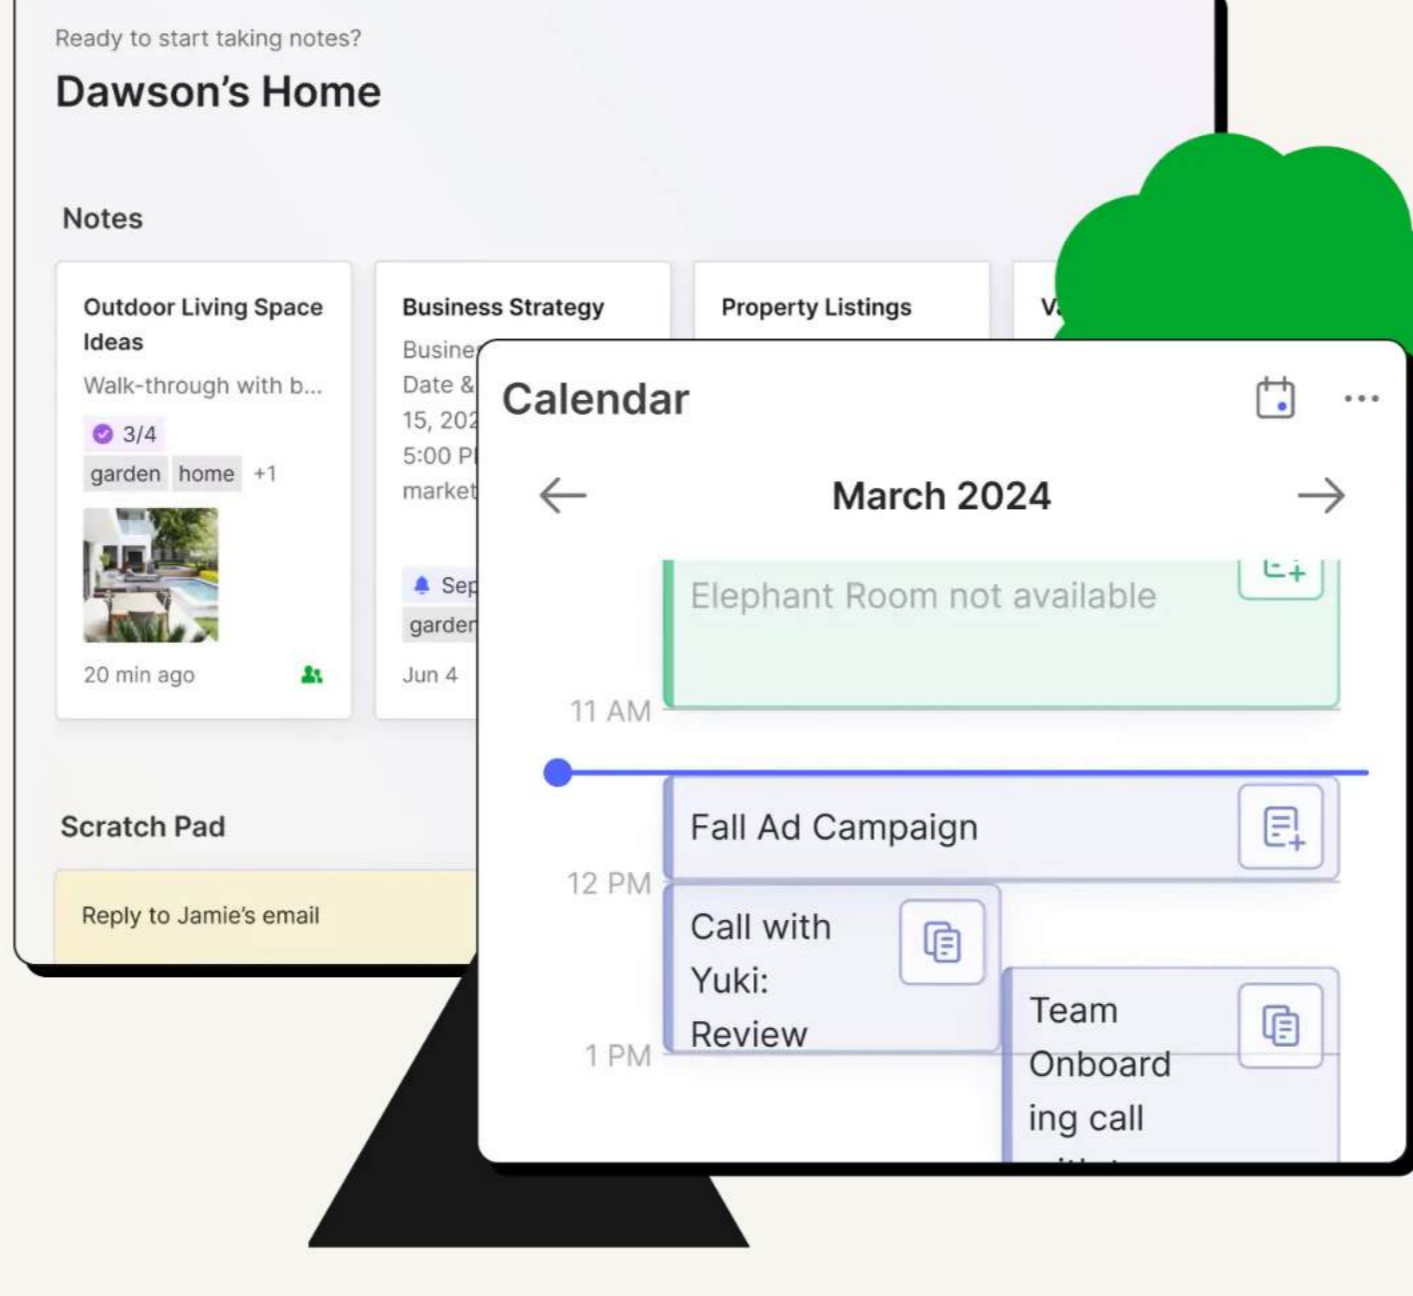 Ready to start taking notes?
Dawson’s Home
Notes
Outdoor Living Space
Ideas
Walk-through with b...
3/4
garden home +1
20 min ago
Business Strategy
Date &
5:00
Jun 4
Property Listings
Scratch Pad
Reply to Jamie’s email
Calendar
March 2024
Elephant Room not available
11 AM
Fall Ad Campaign
12 PM
Call with
Yuki:
Review
1 PM
Team
Onboard
ing call